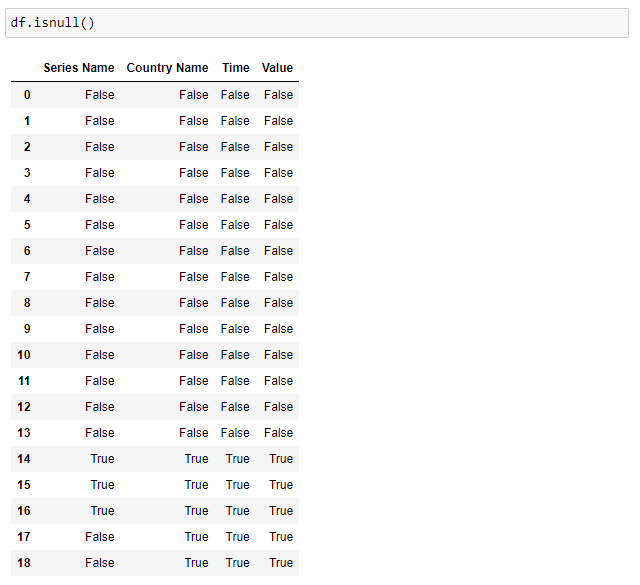 df.isnull()
Series Name Country Name Time Value
0 False False False False
1 False False False False
2 False False False False
3 False False False False
4 False False False False
5 False False False False
6 False False False False
7 False False False False
8 False False False False
9 False False False False
10 False False False False
11 False False False False
12 False False False False
13 False False False False
14 True True True True
15 True True True True
16 True True True True
17 False True True True
18 False True True True